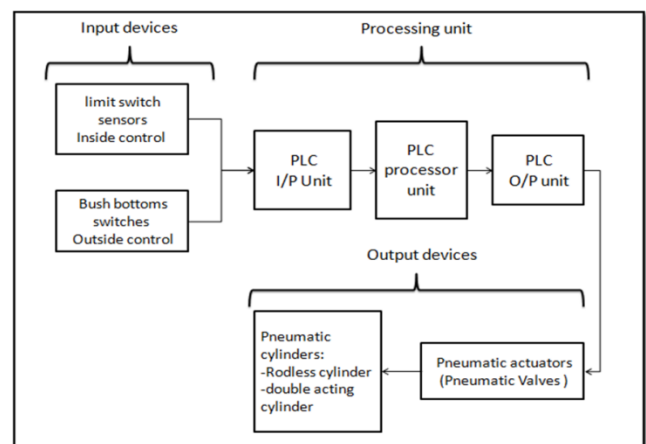 Input devices
Processing unit
limit switch
sensors
Inside control
Bush bottoms
switches
Outside control
PLC
I/P Unit
PLC
processor
unit
PLC
O/P unit
Output devices
Pneumatic
cylinders:
-Rodless cylinder
-double acting
cylinder
Pneumatic actuators
(Pneumatic Valves )